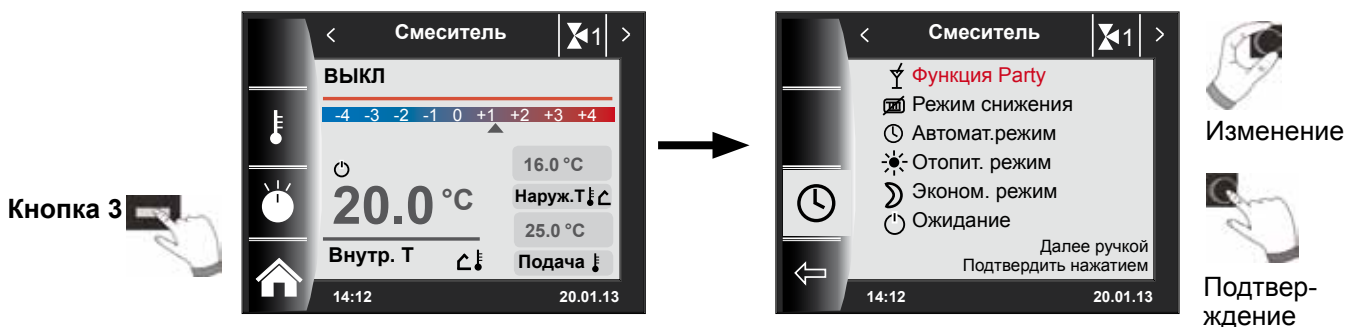 Кнопка 3
< Смеситель 1 >
ВЫКЛ
-4 -3 -2 -1 0 +1 +2 +3 +4
16.0 °C
20.0 °C
Наруж.Т
25.0 °C
Внутр. Т
Подача
14:12 20.01.13
< Смеситель 1 >
Функция Party
Режим снижения
Автомат.режим
Отопит. режим
Эконом. режим
Ожидание
Далее ручкой
Подтвердить нажатием
14:12 20.01.13
Изменение
Подтвер-
ждение